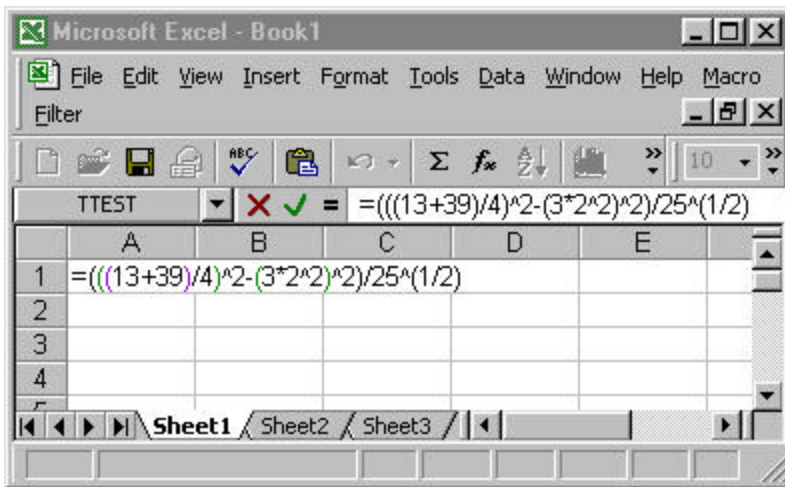 Microsoft Excel - Book1
File Edit View Insert Format Tools Data Window Help Macro
Filter
ABC Σ fx A Z » 10 »
TTEST = =(((13+39)/4)^2-(3*2^2)^2)/25^(1/2)
A B C D E
1 =(((13+39)/4)^2-(3*2^2)^2)/25^(1/2)
2
3
4
Sheet1 Sheet2 Sheet3